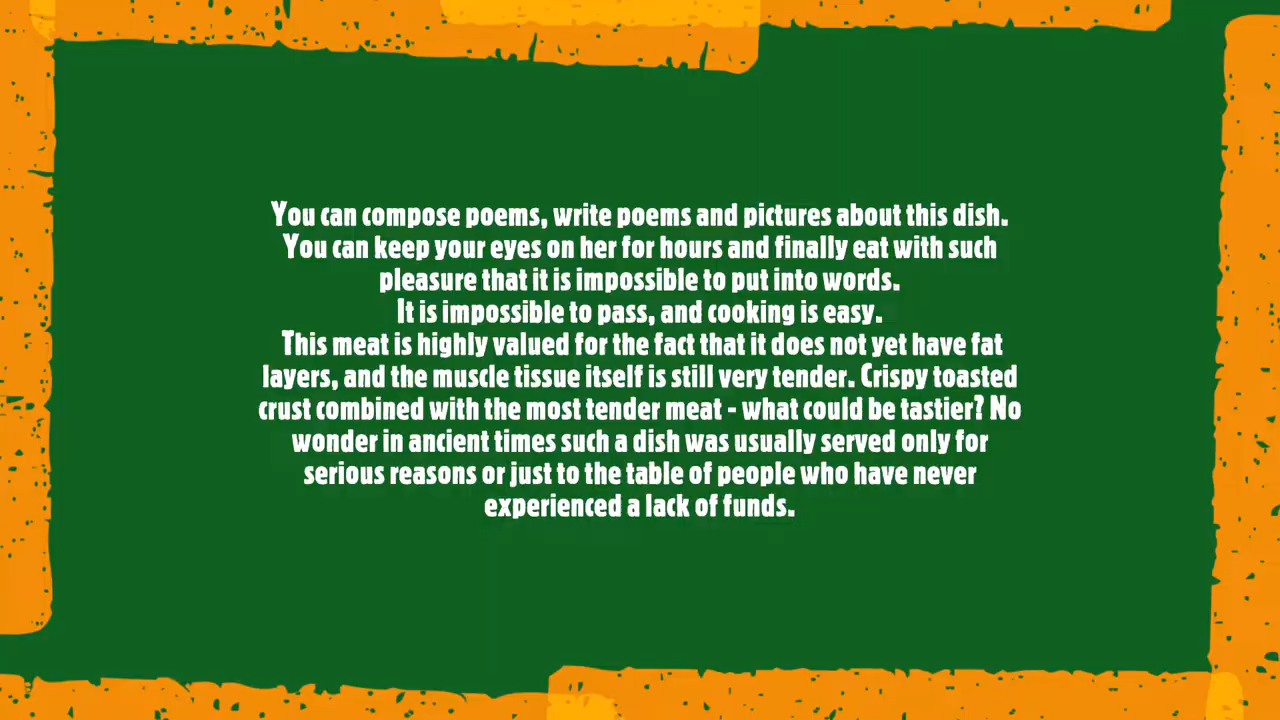 You can compose poems, write poems and pictures about this dish.
You can keep your eyes on her for hours and finally eat with such
pleasure that it is impossible to put into words.
It is impossible to pass, and cooking is easy.
This meat is highly valued for the fact that it does not yet have fat
layers, and the muscle tissue itself is still very tender. Crispy toasted
crust combined with the most tender meat - what could be tastier? No
wonder in ancient times such a dish was usually served only for
serious reasons or just to the table of people who have never
experienced a lack of funds.